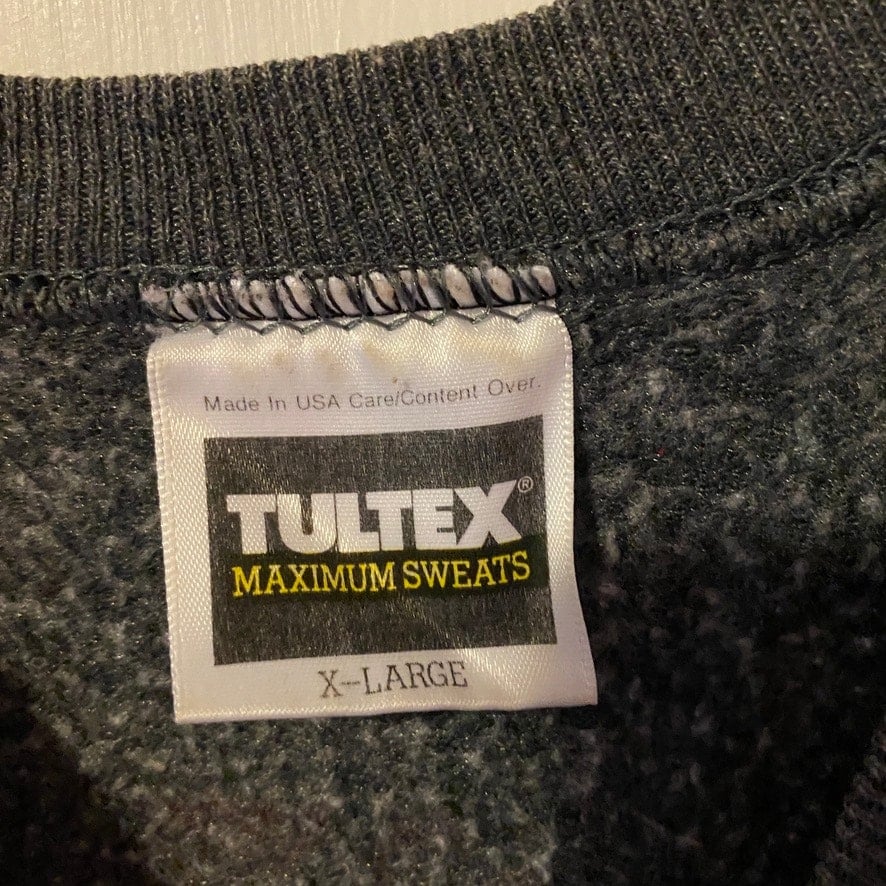 Made In USA Care/Content Over.
TULTEX®
MAXIMUM SWEATS
X-LARGE